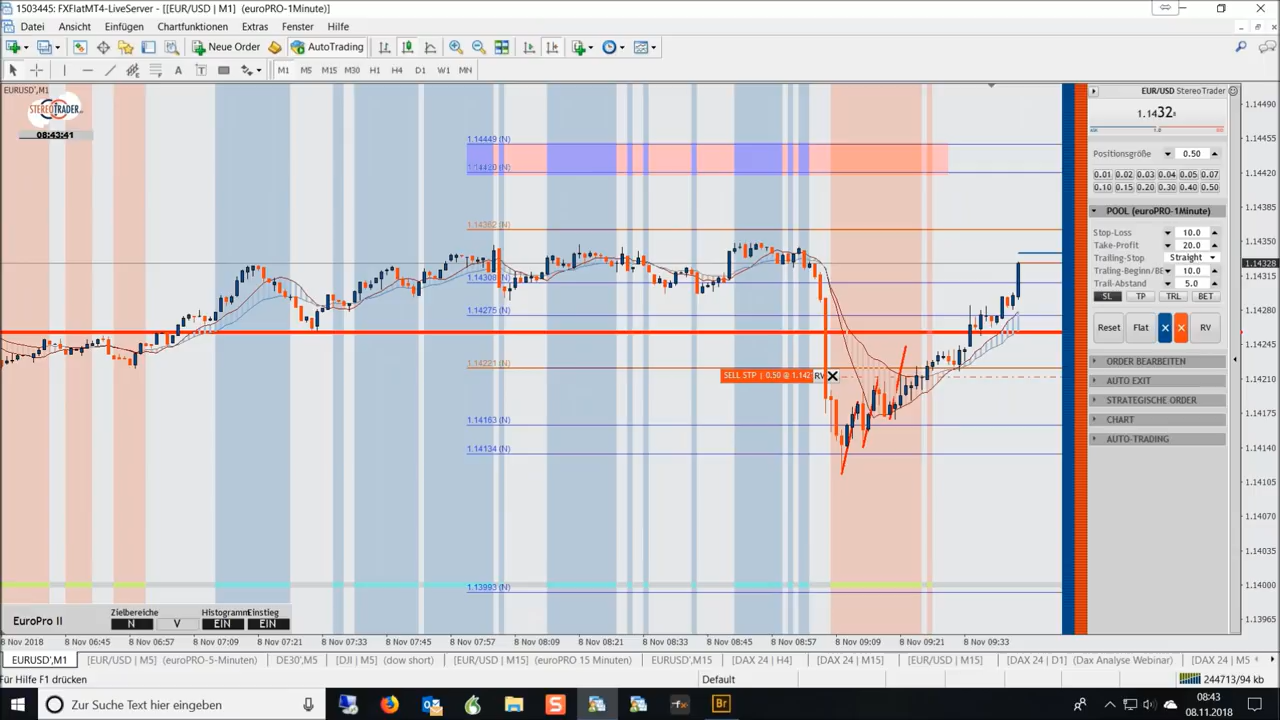 1503445: FXFlatMT4-LiveServer - [[EUR/USD | M1] (euroPRO-1Minute)]
Datei Ansicht Einfügen Chartfunktionen Extras Fenster Hilfe
Neue Order AutoTrading
A T M1 M5 M15 M30 H1 H4 D1 W1 MN
EURUSD',M1
STEREOTRADER
08:43:41
1.14449 (N)
1.14420 (N)
1.14362 (N)
1.14308 (N)
1.14275 (N)
1.14221 (N)
SELL STP | 0.50 @ 1.142 RV
1.14163 (N)
1.14134 (N)
1.13993 (N)
1.14490
1.14455
1.14420
1.14385
1.14350
1.14328
1.14315
1.14280
1.14245
1.14210
1.14175
1.14140
1.14105
1.14070
1.14035
1.14000
1.13965
EUR/USD StereoTrader
1.1432
Positionsgröße 0.50
0.01 0.02 0.03 0.04 0.05 0.07
0.10 0.15 0.20 0.30 0.40 0.50
POOL (euroPRO-1Minute)
Stop-Loss 10.0
Take-Profit 20.0
Trailing-Stop Straight
Traling-Beginn/BE 10.0
Trail-Abstand 5.0
SL TP TRL BET
Reset Flat RV
ORDER BEARBEITEN
AUTO EXIT
STRATEGISCHE ORDER
CHART
AUTO-TRADING
EuroPro II
Zielbereiche Histogramm Einstieg
N V EIN EIN
8 Nov 2018 8 Nov 06:45 8 Nov 06:57 8 Nov 07:09 8 Nov 07:21 8 Nov 07:33 8 Nov 07:45 8 Nov 07:57 8 Nov 08:09 8 Nov 08:21 8 Nov 08:33 8 Nov 08:45 8 Nov 08:57 8 Nov 09:09 8 Nov 09:21 8 Nov 09:33
EURUSD',M1 [EUR/USD | M5] (euroPRO-5-Minuten) DE30',M5 [DJI | M5] (dow short) [EUR/USD | M15] (euroPRO 15 Minuten) EURUSD',M15 [DAX 24 | H4] [DAX 24 | M15] [EUR/USD | M15] [DAX 24 | D1] (Dax Analyse Webinar) [DAX 24 | M5
Für Hilfe F1 drücken Default 244713/94 kb
Zur Suche Text hier eingeben
Br
08:43
08.11.2018